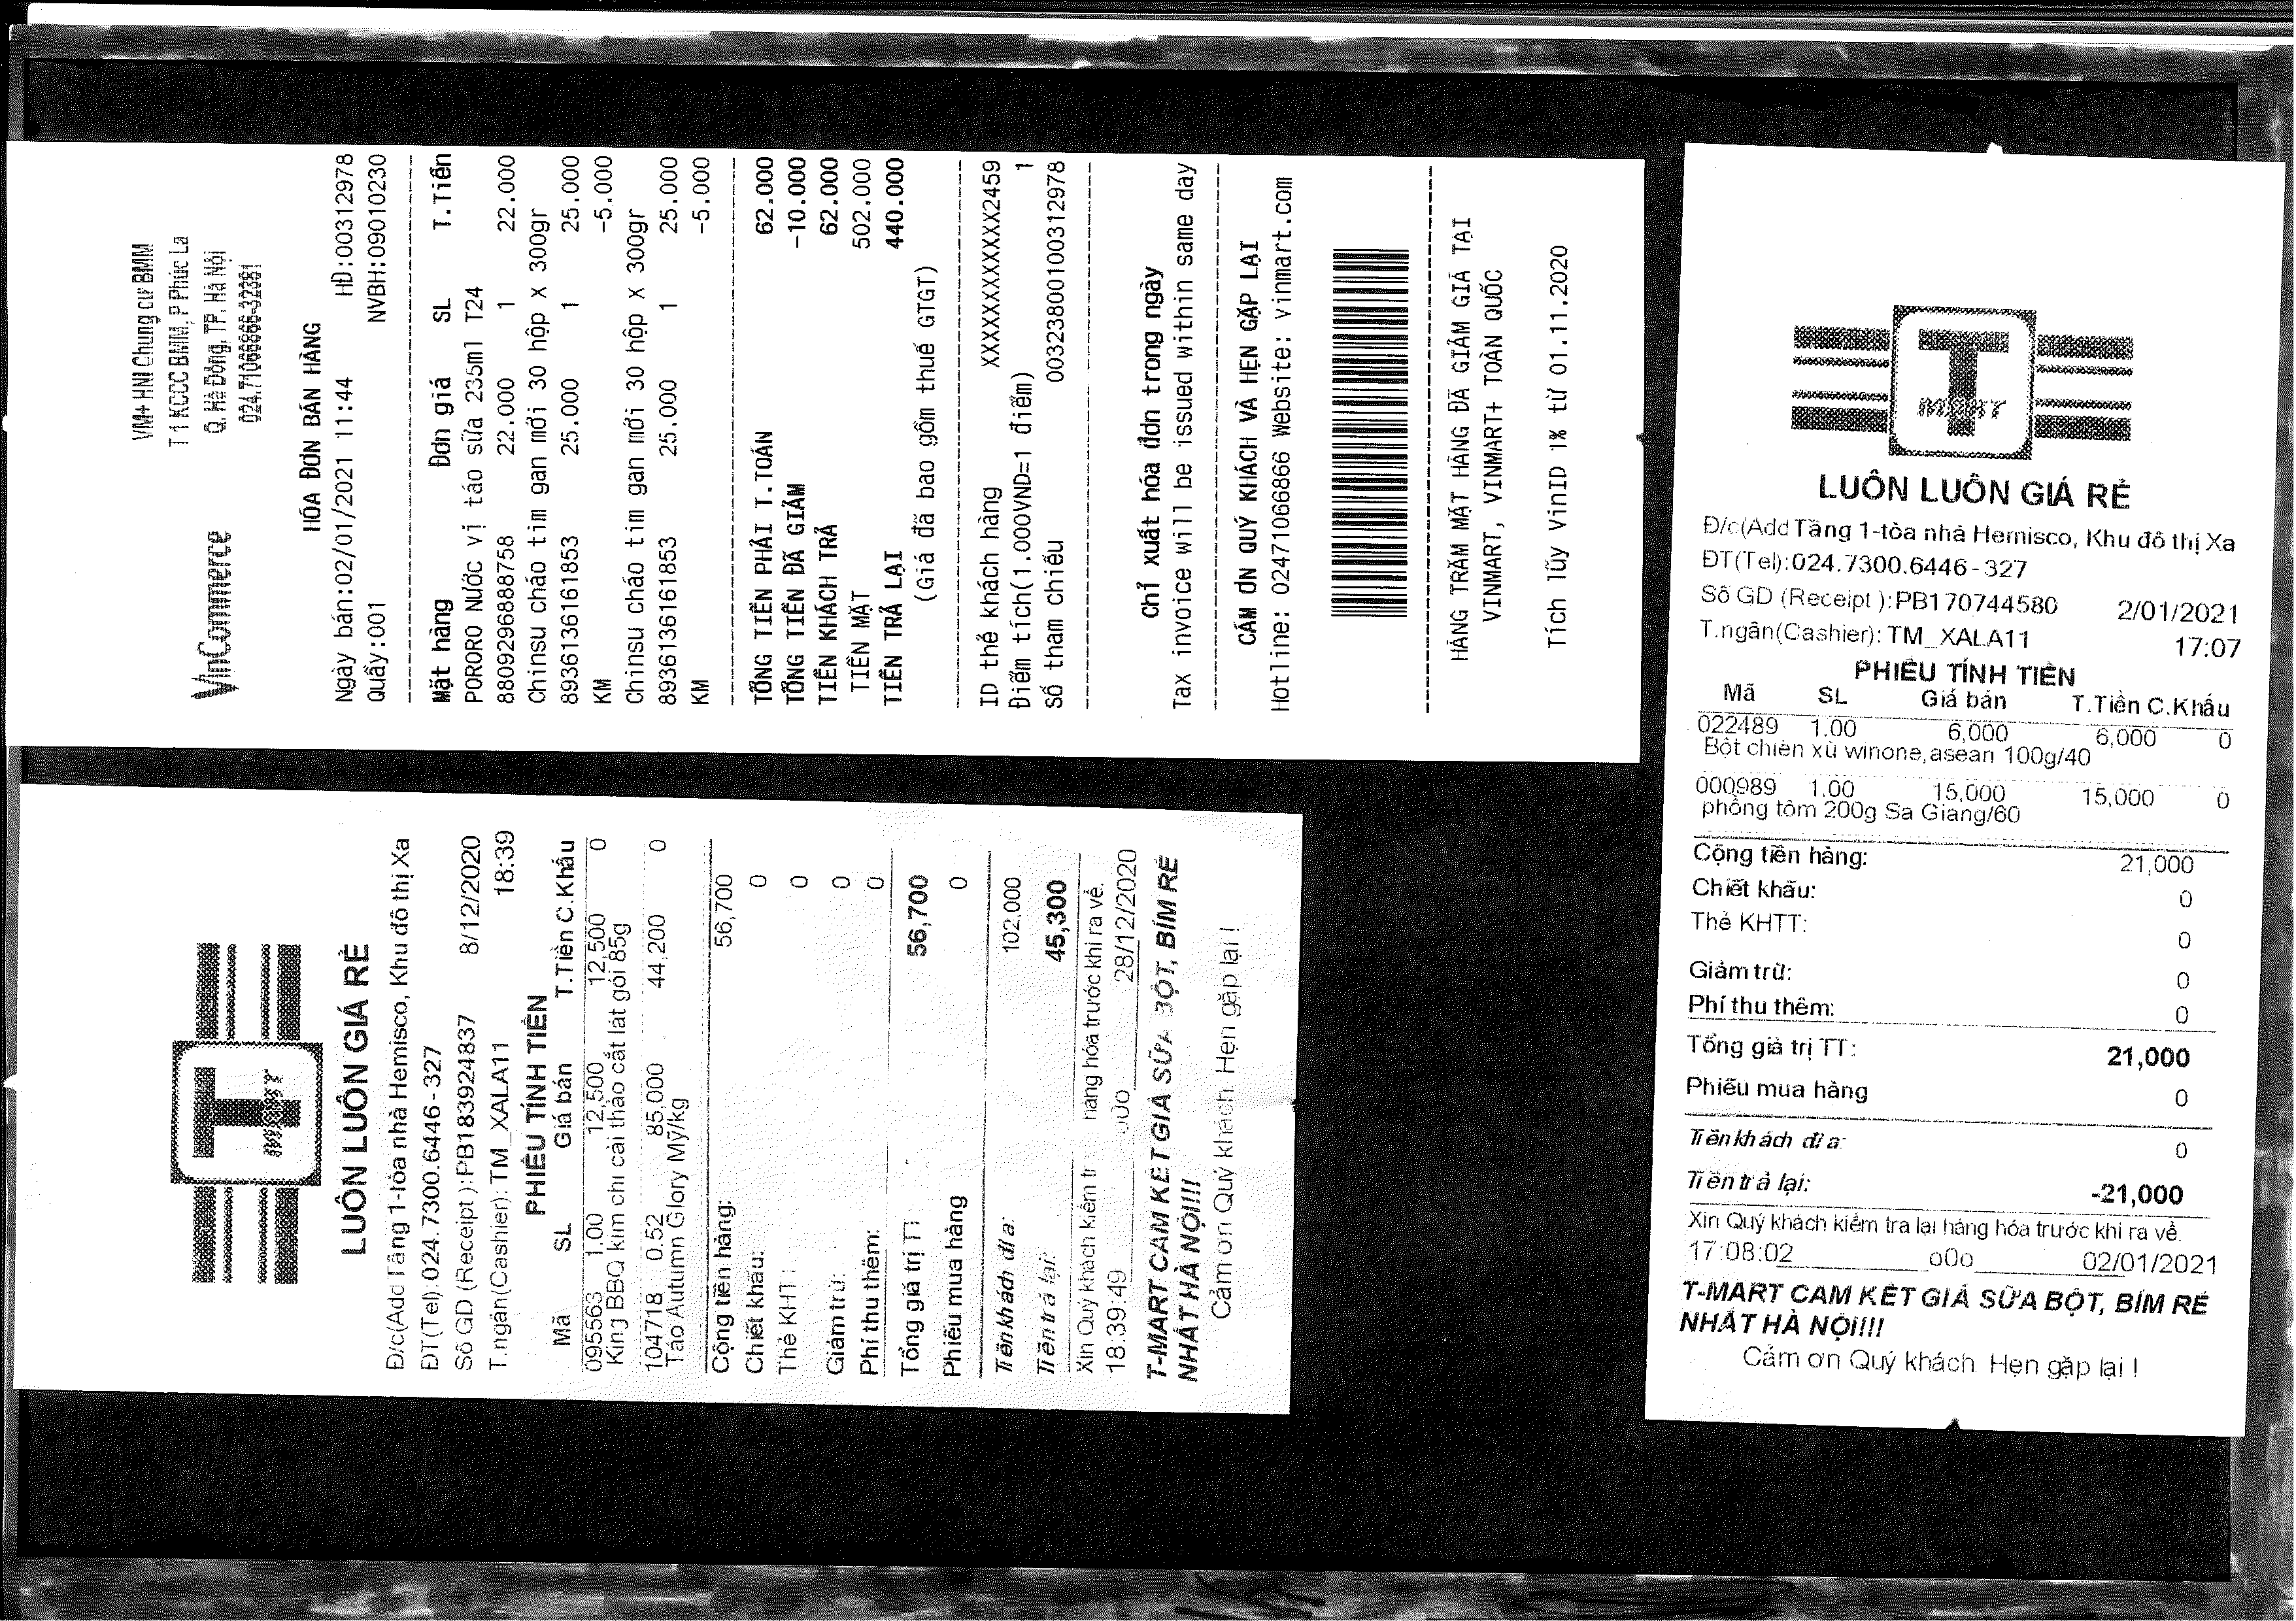 VinCommerce
VM+ HNI Chung cư BMM
T1 KCCC BMM, P Phúc La
Q. Hà Đông, TP. Hà Nội
024.71066866-32381
HÓA ĐƠN BÁN HÀNG
Ngày bán:02/01/2021 11:44 HĐ:00312978
Quầy:001 NVBH:09010230
Mặt hàng Đơn giá SL T.Tiền
PORORO Nước vị táo sữa 235ml T24
8809296888758 22.000 1 22.000
Chinsu cháo tim gan mới 30 hộp x 300gr
8936136161853 25.000 1 25.000
KM -5.000
Chinsu cháo tim gan mới 30 hộp x 300gr
8936136161853 25.000 1 25.000
KM -5.000
TỔNG TIỀN PHẢI T.TOÁN 62.000
TỔNG TIỀN ĐÃ GIẢM -10.000
TIỀN KHÁCH TRẢ 62.000
TIỀN MẶT 502.000
TIỀN TRẢ LẠI 440.000
(Giá đã bao gồm thuế GTGT)
ID thẻ khách hàng XXXXXXXXXXXX2459
Điểm tích(1.000VND=1 điểm) 1
Số tham chiếu 00323800100312978
Chỉ xuất hóa đơn trong ngày
Tax invoice will be issued within same day
CẢM ƠN QUÝ KHÁCH VÀ HẸN GẶP LẠI
Hotline: 02471066866 Website: vinmart.com
HÀNG TRĂM MẶT HÀNG ĐÃ GIẢM GIÁ TẠI
VINMART, VINMART+ TOÀN QUỐC
Tích lũy VinID 1% từ 01.11.2020
T
MART
LUÔN LUÔN GIÁ RẺ
Đ/c(Add Tầng 1-tòa nhà Hemisco, Khu đô thị Xa
ĐT(Tel).024.7300.6446-327
Số GD (Receipt ):PB183924837 8/12/2020
T.ngân(Cashier): TM_XALA11 18:39
PHIẾU TÍNH TIỀN
Mã SL Giá bán T.Tiền C.Khấu
095563 1.00 12,500 12,500 0
King BBQ kim chi cải thảo cắt lát gói 85g
104718 0.52 85,000 44,200 0
Táo Autumn Glory Mỹ/kg
Cộng tiền hàng: 56,700
Chiết khấu: 0
Thẻ KHT : 0
Giảm trừ: 0
Phí thu thêm: 0
Tổng giá trị T 56,700
Phiếu mua hàng 0
Tiền khách đưa: 102,000
Tiền trả lại: 45,300
Xin Quý khách kiểm tr hàng hóa trước khi ra về.
18:39:49 o0o 28/12/2020
T-MART CAM KẾT GIÁ SỮA BỘT, BỈM RẺ
NHẤT HÀ NỘI!!!!
Cảm ơn Quý khách Hẹn gặp lại !
T
MART
LUÔN LUÔN GIÁ RẺ
Đ/c(Add Tầng 1-tòa nhà Hemisco, Khu đô thị Xa
ĐT(Tel):024.7300.6446-327
Số GD (Receipt ):PB170744580 2/01/2021
T.ngân(Cashier): TM_XALA11 17:07
PHIẾU TÍNH TIỀN
Mã SL Giá bán T.Tiền C.Khấu
022489 1.00 6,000 6,000 0
Bột chiên xù winone,asean 100g/40
000989 1.00 15,000 15,000 0
phồng tôm 200g Sa Giang/60
Cộng tiền hàng: 21,000
Chiết khấu: 0
Thẻ KHTT: 0
Giảm trừ: 0
Phí thu thêm: 0
Tổng giá trị TT: 21,000
Phiếu mua hàng 0
Tiền khách đưa: 0
Tiền trả lại: -21,000
Xin Quý khách kiểm tra lại hàng hóa trước khi ra về.
17:08:02 o0o 02/01/2021
T-MART CAM KẾT GIÁ SỮA BỘT, BỈM RẺ
NHẤT HÀ NỘI!!!!
Cảm ơn Quý khách Hẹn gặp lại !